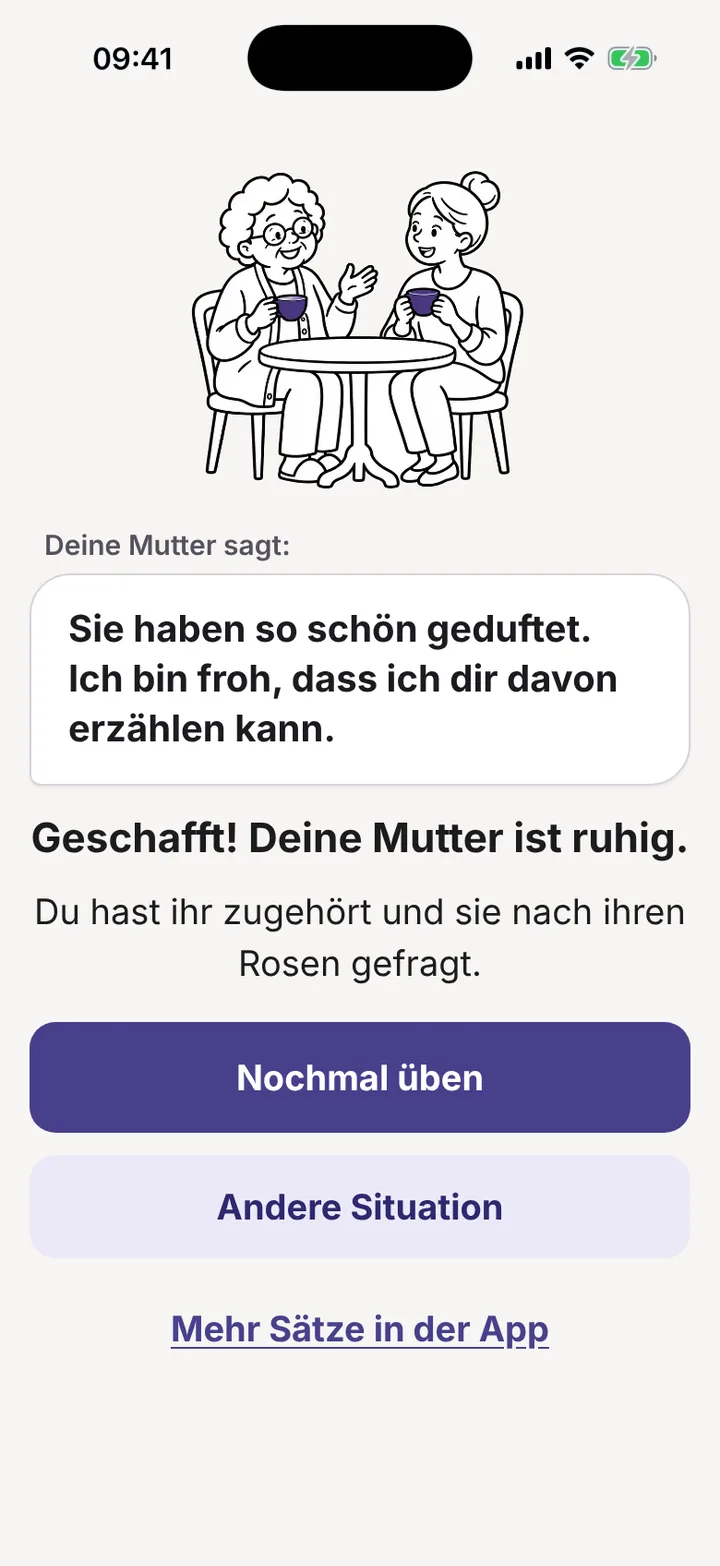 09:41
Deine Mutter sagt:
Sie haben so schön geduftet.
Ich bin froh, dass ich dir davon
erzählen kann.
Geschafft! Deine Mutter ist ruhig.
Du hast ihr zugehört und sie nach ihren
Rosen gefragt.
Nochmal üben
Andere Situation
Mehr Sätze in der App